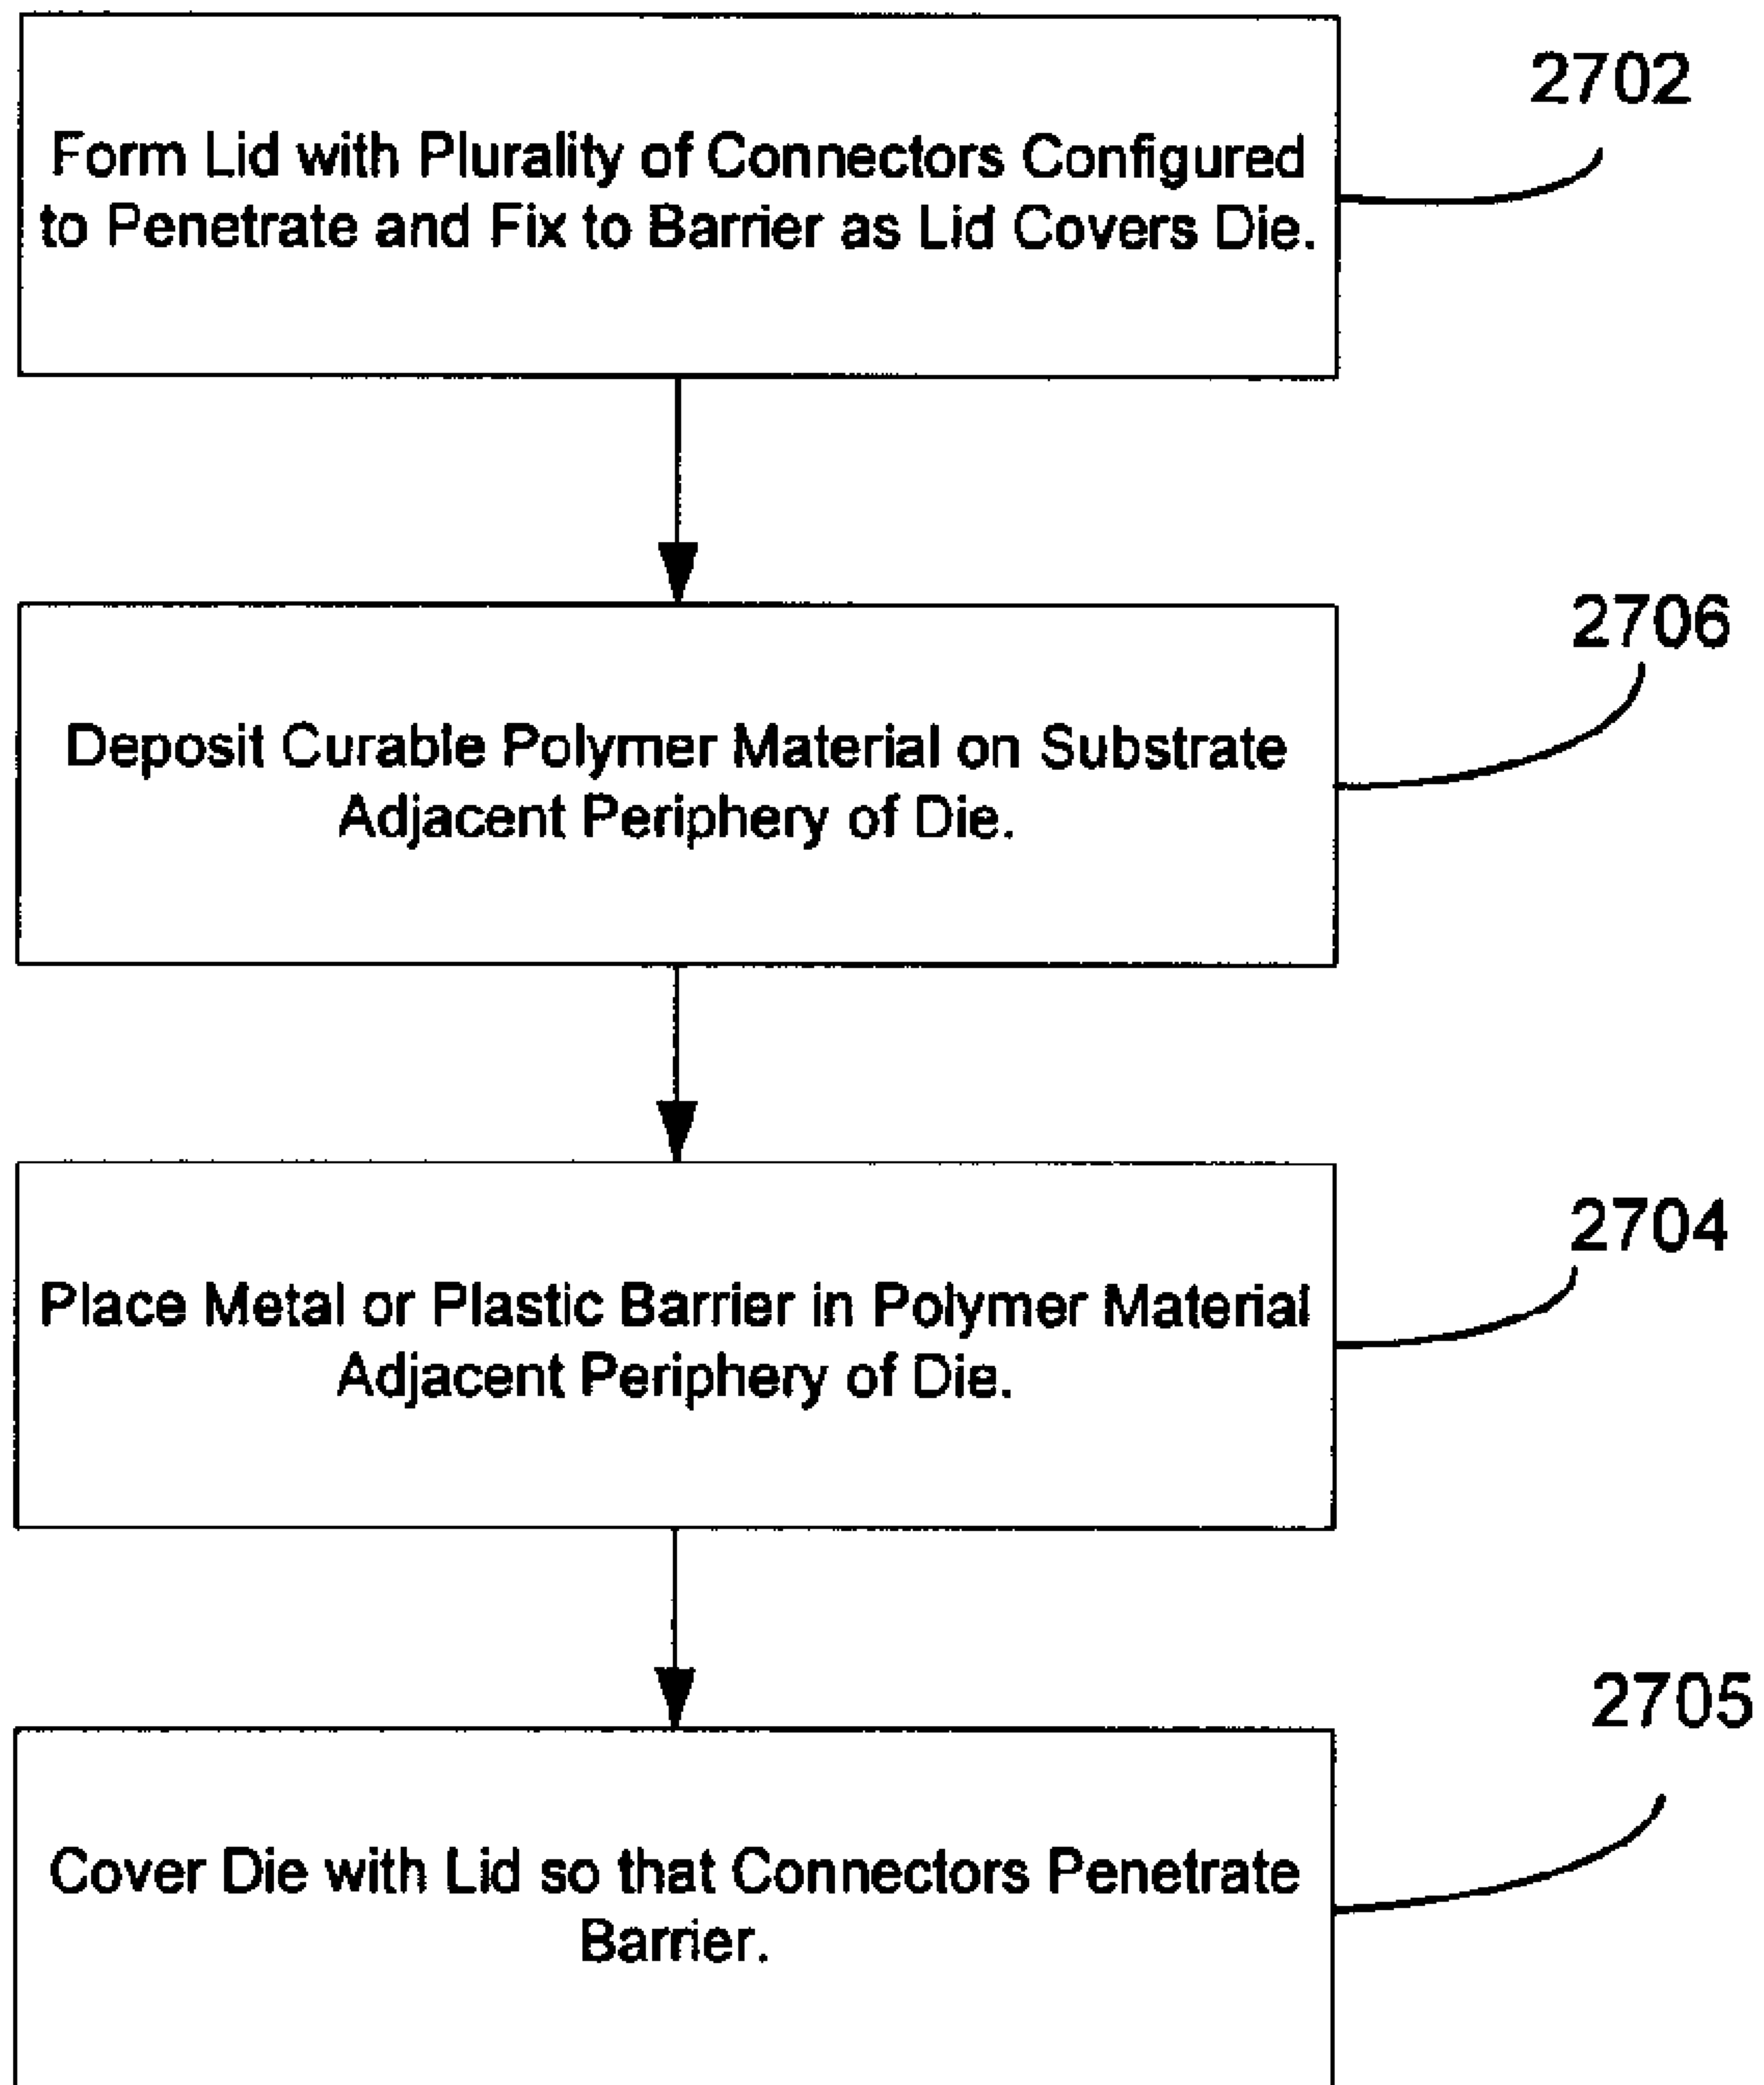 2702
Form Lid with Plurality of Connectors Configured
to Penetrate and Fix to Barrier as Lid Covers Die.
2706
Deposit Curable Polymer Material on Substrate
Adjacent Periphery of Die.
2704
Place Metal or Plastic Barrier in Polymer Material
Adjacent Periphery of Die.
2705
Cover Die with Lid so that Connectors Penetrate
Barrier.